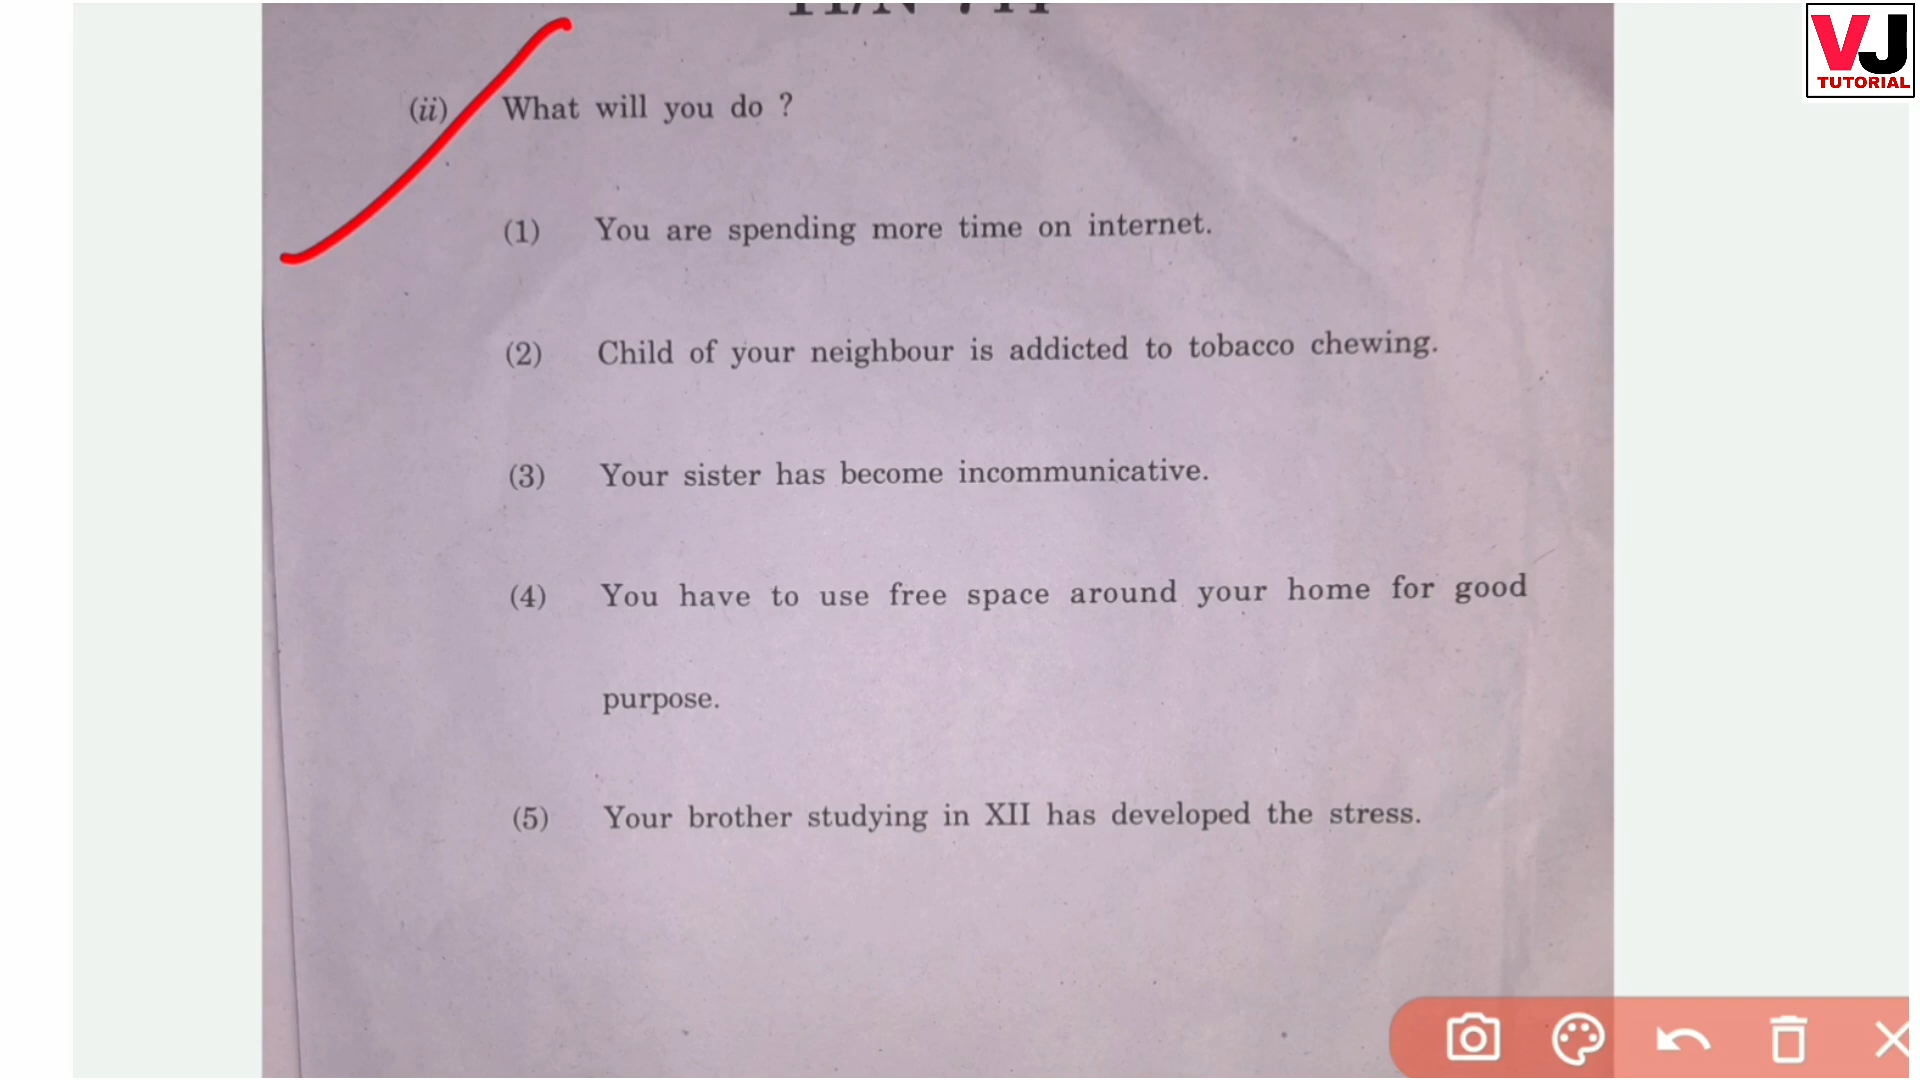 VJ
TUTORIAL
(ii) What will you do ?
(1) You are spending more time on internet.
(2) Child of your neighbour is addicted to tobacco chewing.
(3) Your sister has become incommunicative.
(4) You have to use free space around your home for good
purpose.
(5) Your brother studying in XII has developed the stress.